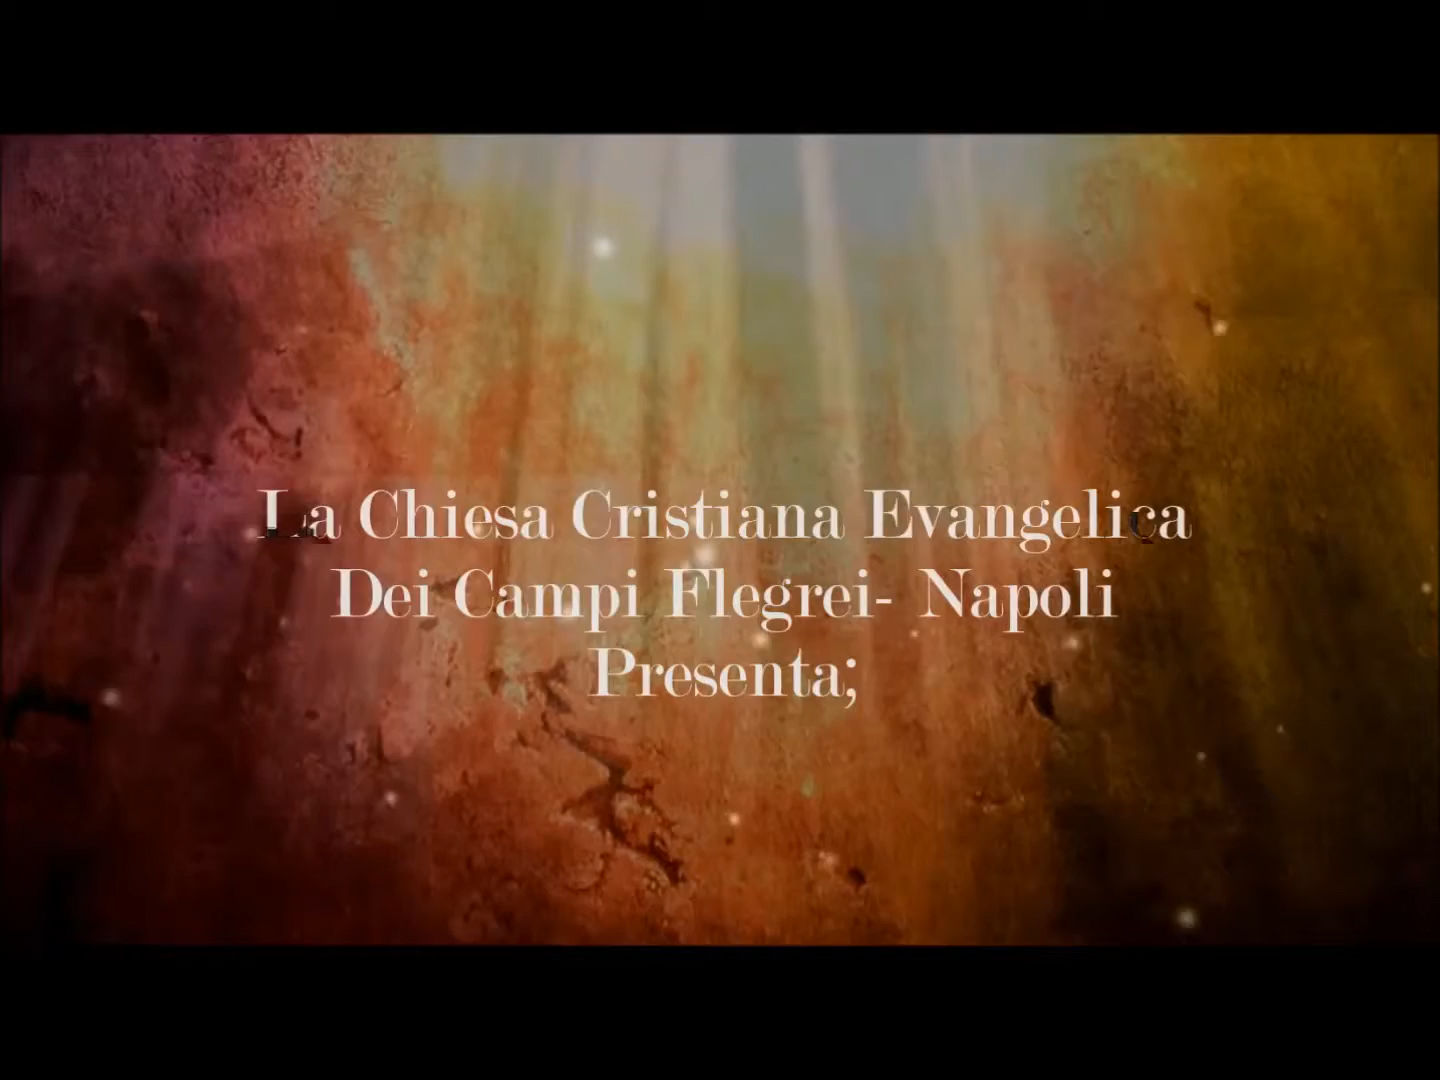 La Chiesa Cristiana Evangelica
Dei Campi Flegrei- Napoli
Presenta;